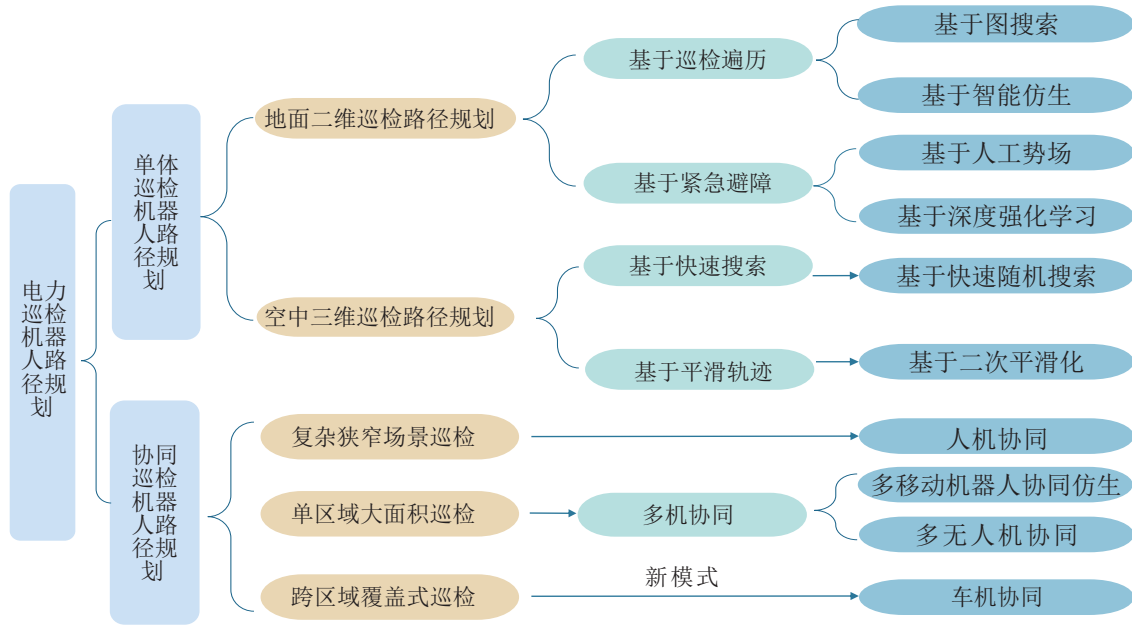 电力
巡检
机器
人路
径规
划
单体
巡检
机器
人路
径规
划
地面二维巡检路径规划
基于巡检遍历
基于图搜索
基于智能仿生
基于紧急避障
基于人工势场
基于深度强化学习
空中三维巡检路径规划
基于快速搜索
基于快速随机搜索
基于平滑轨迹
基于二次平滑化
协同
巡检
机器
人路
径规
划
复杂狭窄场景巡检
人机协同
单区域大面积巡检
多机协同
多移动机器人协同仿生
多无人机协同
跨区域覆盖式巡检
新模式
车机协同